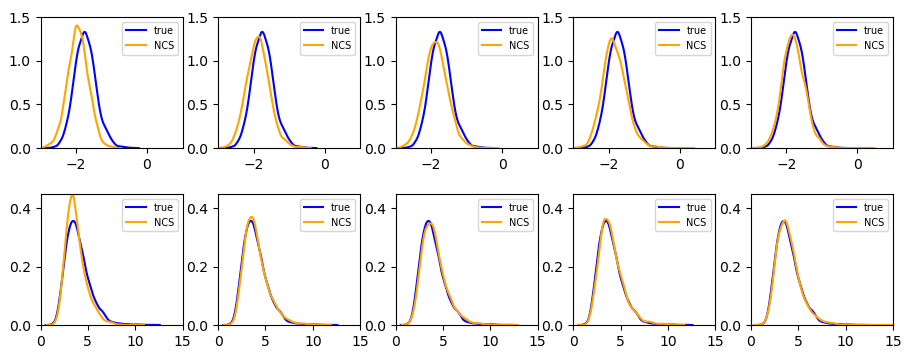 1.5 1.5 1.5 1.5 1.5
true true true true true
NCS NCS NCS NCS NCS
1.0 1.0 1.0 1.0 1.0
0.5 0.5 0.5 0.5 0.5
0.0 0.0 0.0 0.0 0.0
−2 0 −2 0 −2 0 −2 0 −2 0
true true true true true
0.4 0.4 0.4 0.4 0.4
NCS NCS NCS NCS NCS
0.2 0.2 0.2 0.2 0.2
0.0 0.0 0.0 0.0 0.0
0 5 10 15 0 5 10 15 0 5 10 15 0 5 10 15 0 5 10 15